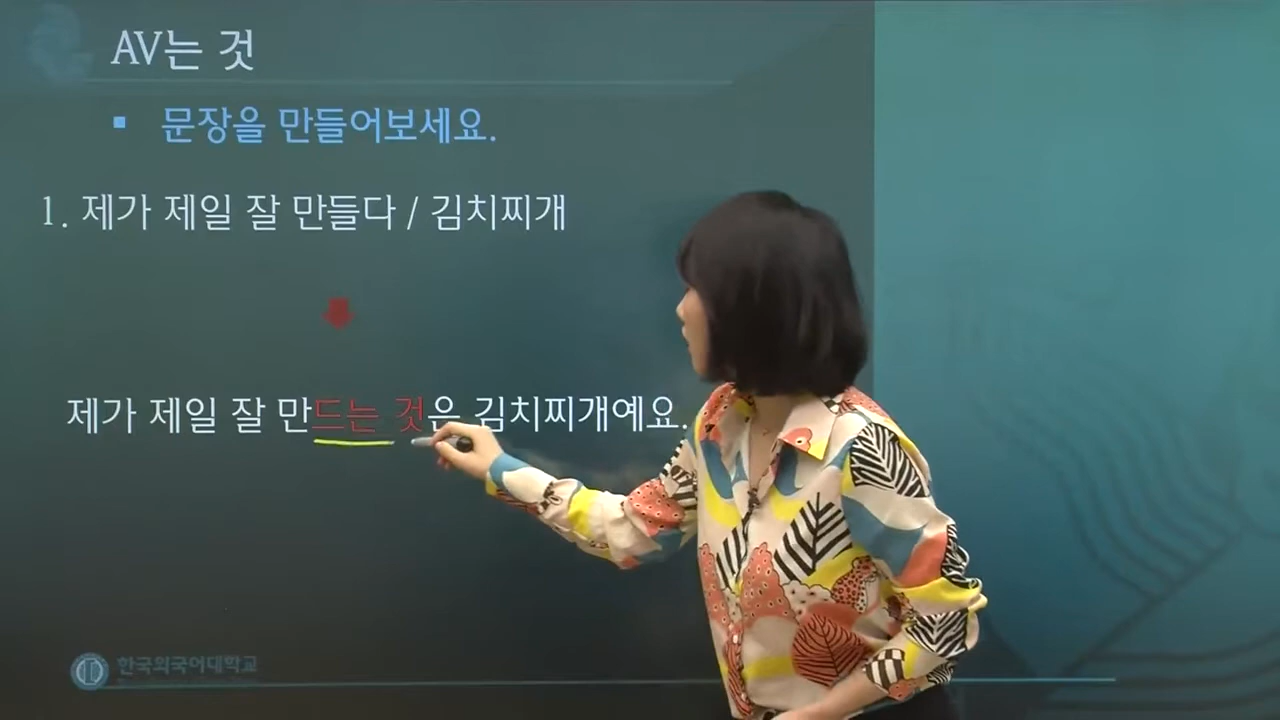 AV는 것
▪ 문장을 만들어보세요.
1. 제가 제일 잘 만들다 / 김치찌개
제가 제일 잘 만드는 것은 김치찌개예요.
한국외국어대학교